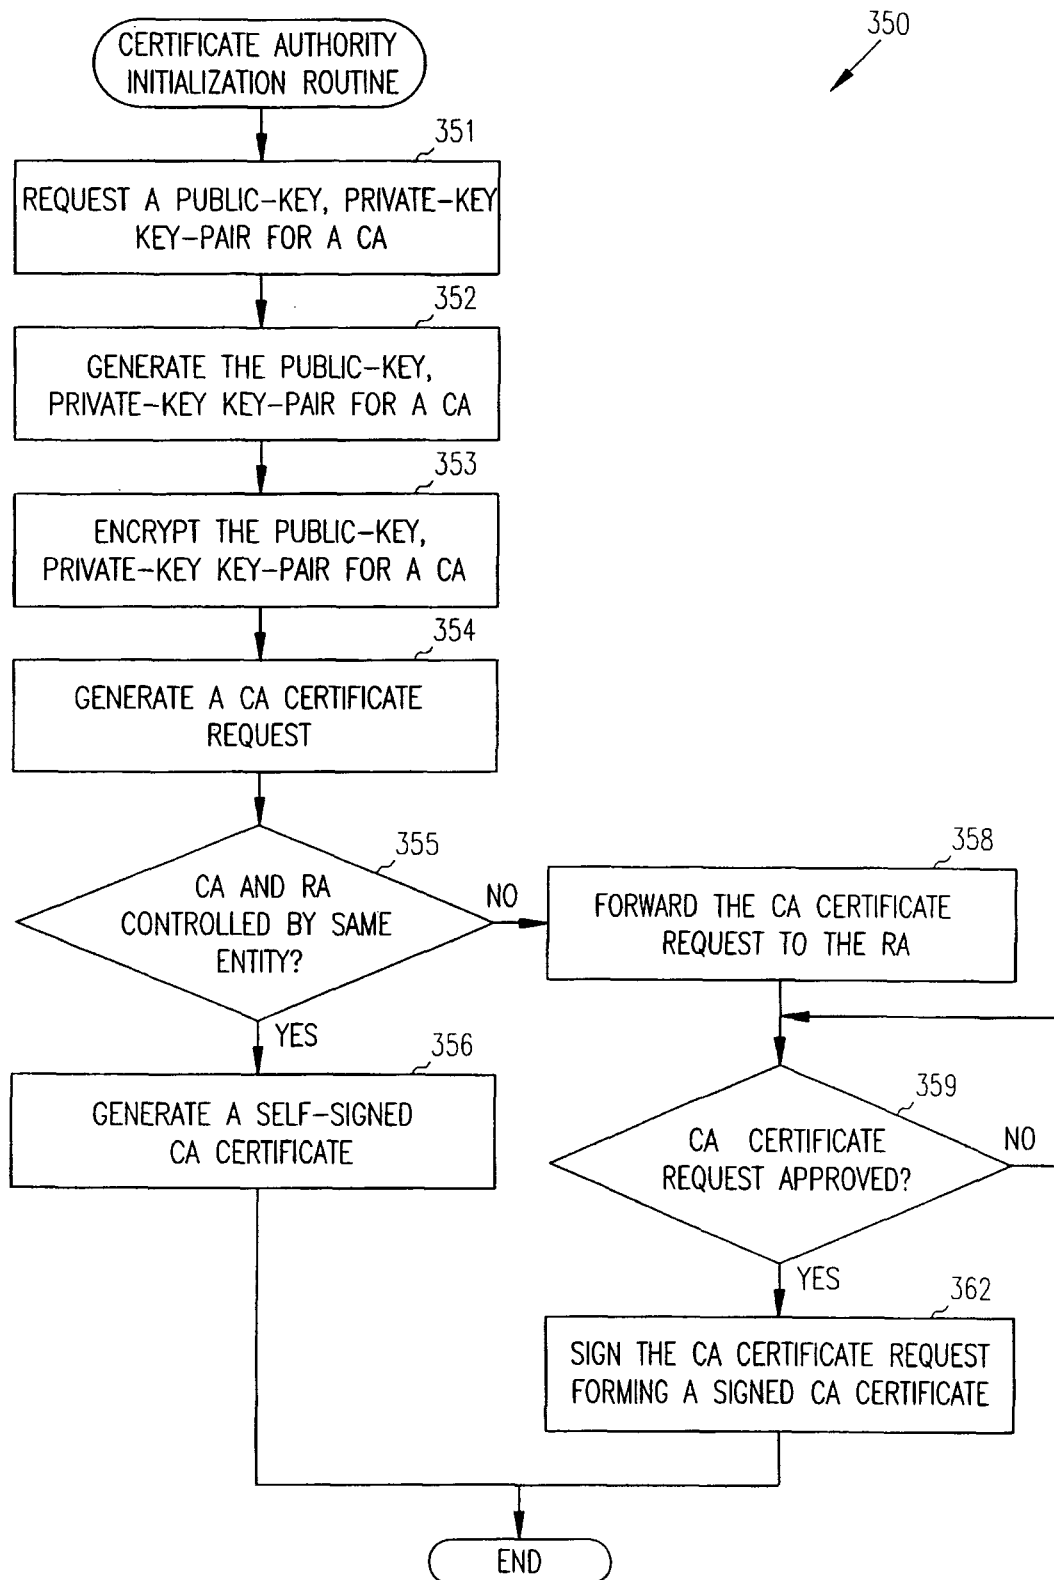 CERTIFICATE AUTHORITY
INITIALIZATION ROUTINE
350
351
REQUEST A PUBLIC-KEY, PRIVATE-KEY
KEY-PAIR FOR A CA
352
GENERATE THE PUBLIC-KEY,
PRIVATE-KEY KEY-PAIR FOR A CA
353
ENCRYPT THE PUBLIC-KEY,
PRIVATE-KEY KEY-PAIR FOR A CA
354
GENERATE A CA CERTIFICATE
REQUEST
355
CA AND RA
CONTROLLED BY SAME
ENTITY?
NO
YES
358
FORWARD THE CA CERTIFICATE
REQUEST TO THE RA
356
GENERATE A SELF-SIGNED
CA CERTIFICATE
359
CA CERTIFICATE
REQUEST APPROVED?
NO
YES
362
SIGN THE CA CERTIFICATE REQUEST
FORMING A SIGNED CA CERTIFICATE
END